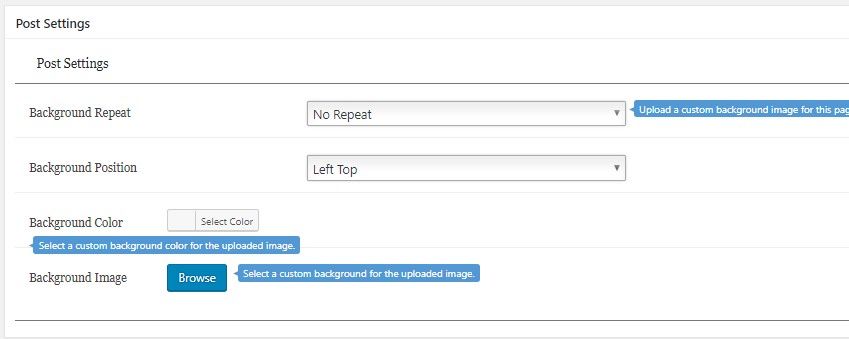 Post Settings
Post Settings
Background Repeat
No Repeat
Upload a custom background image for this
Background Position
Left Top
Background Color
Select Color
Select a custom background color for the uploaded image.
Background Image
Browse
Select a custom background for the uploaded image.